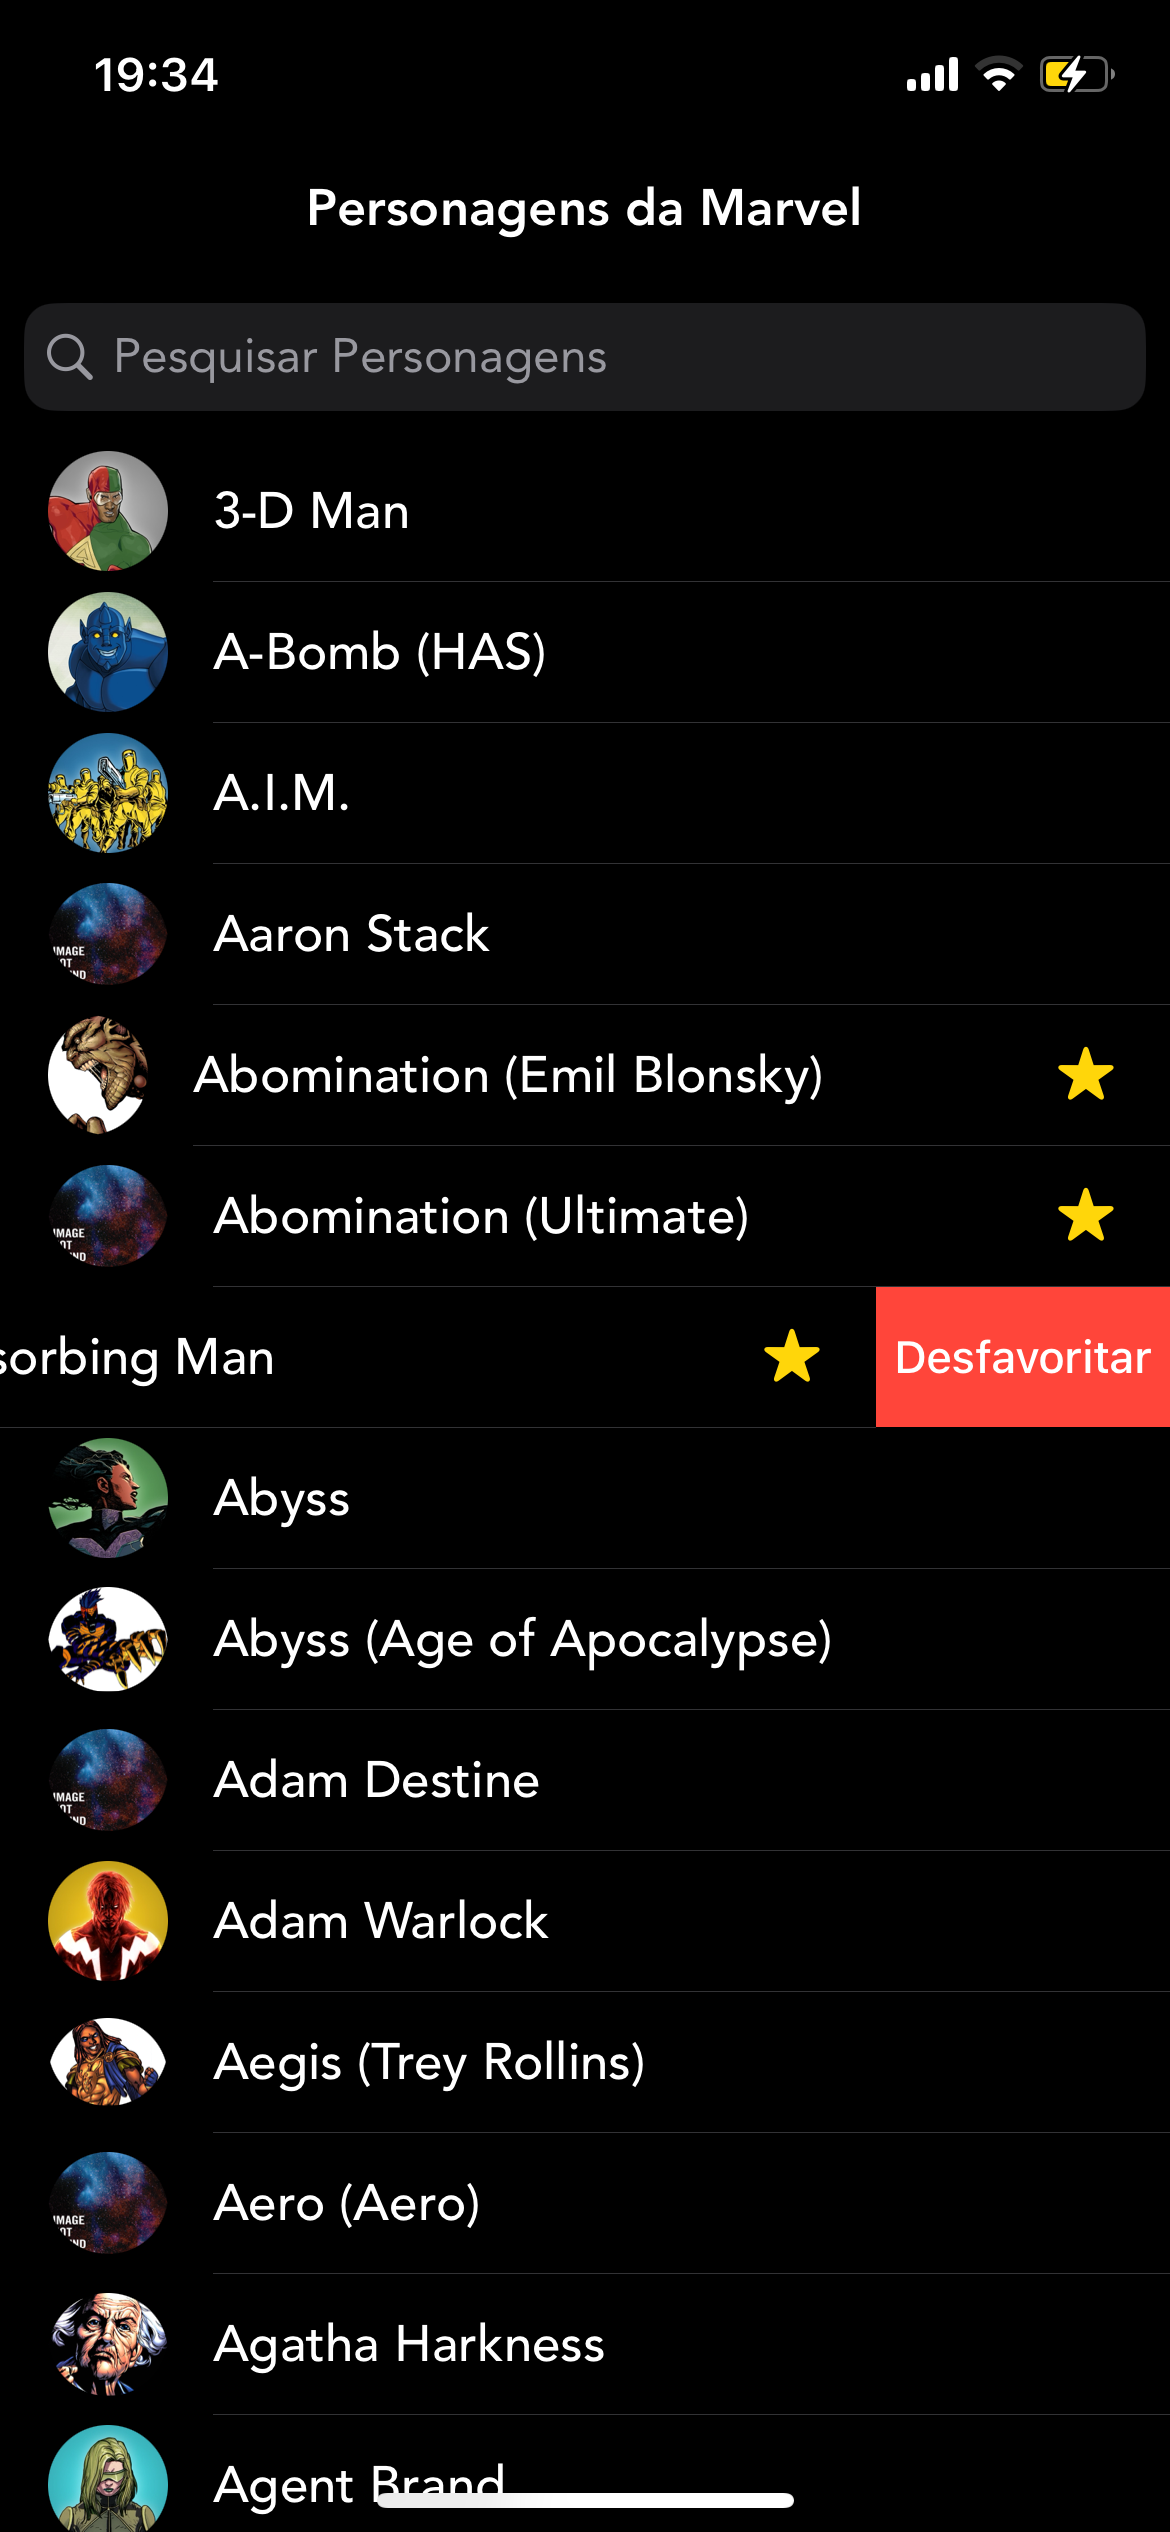 19:34
Personagens da Marvel
Pesquisar Personagens
3-D Man
A-Bomb (HAS)
A.I.M.
Aaron Stack
Abomination (Emil Blonsky)
Abomination (Ultimate)
sorbing Man
Desfavoritar
Abyss
Abyss (Age of Apocalypse)
Adam Destine
Adam Warlock
Aegis (Trey Rollins)
Aero (Aero)
Agatha Harkness
Agent Brand